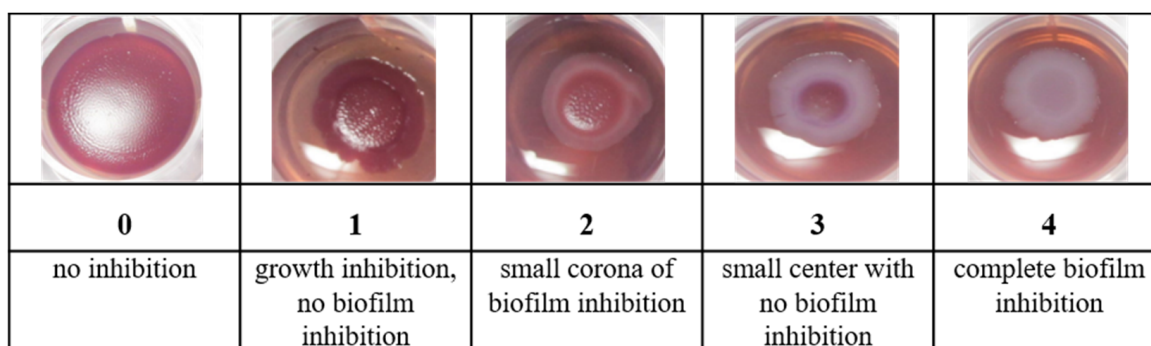 0 1 2 3 4
no inhibition
growth inhibition,
no biofilm
inhibition
small corona of
biofilm inhibition
small center with
no biofilm
inhibition
complete biofilm
inhibition